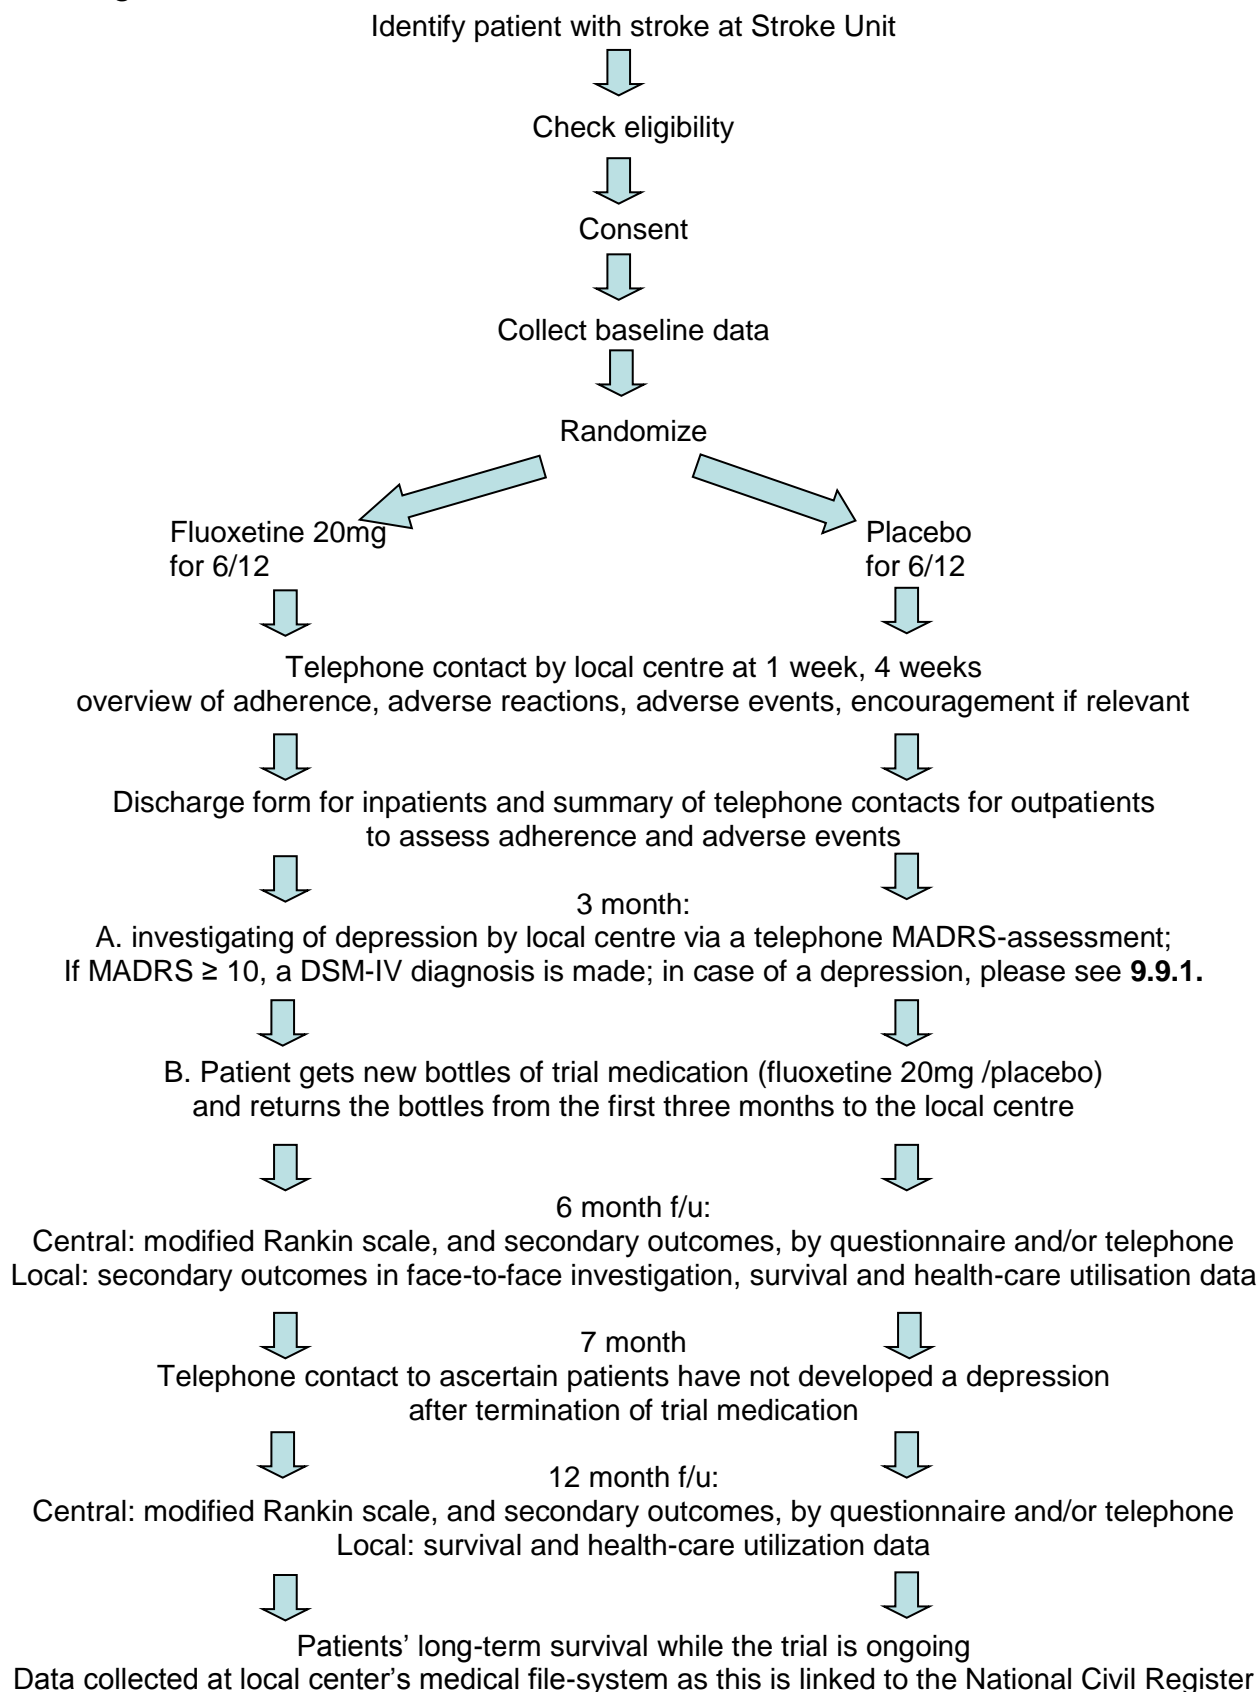 Identify patient with stroke at Stroke Unit
Check eligibility
Consent
Collect baseline data
Randomize
Fluoxetine 20mg
for 6/12
Placebo
for 6/12
Telephone contact by local centre at 1 week, 4 weeks
overview of adherence, adverse reactions, adverse events, encouragement if relevant
Discharge form for inpatients and summary of telephone contacts for outpatients
to assess adherence and adverse events
3 month:
A. investigating of depression by local centre via a telephone MADRS-assessment;
If MADRS ≥ 10, a DSM-IV diagnosis is made; in case of a depression, please see 9.9.1.
B. Patient gets new bottles of trial medication (fluoxetine 20mg /placebo)
and returns the bottles from the first three months to the local centre
6 month f/u:
Central: modified Rankin scale, and secondary outcomes, by questionnaire and/or telephone
Local: secondary outcomes in face-to-face investigation, survival and health-care utilisation data
7 month
Telephone contact to ascertain patients have not developed a depression
after termination of trial medication
12 month f/u:
Central: modified Rankin scale, and secondary outcomes, by questionnaire and/or telephone
Local: survival and health-care utilization data
Patients' long-term survival while the trial is ongoing
Data collected at local center's medical file-system as this is linked to the National Civil Register